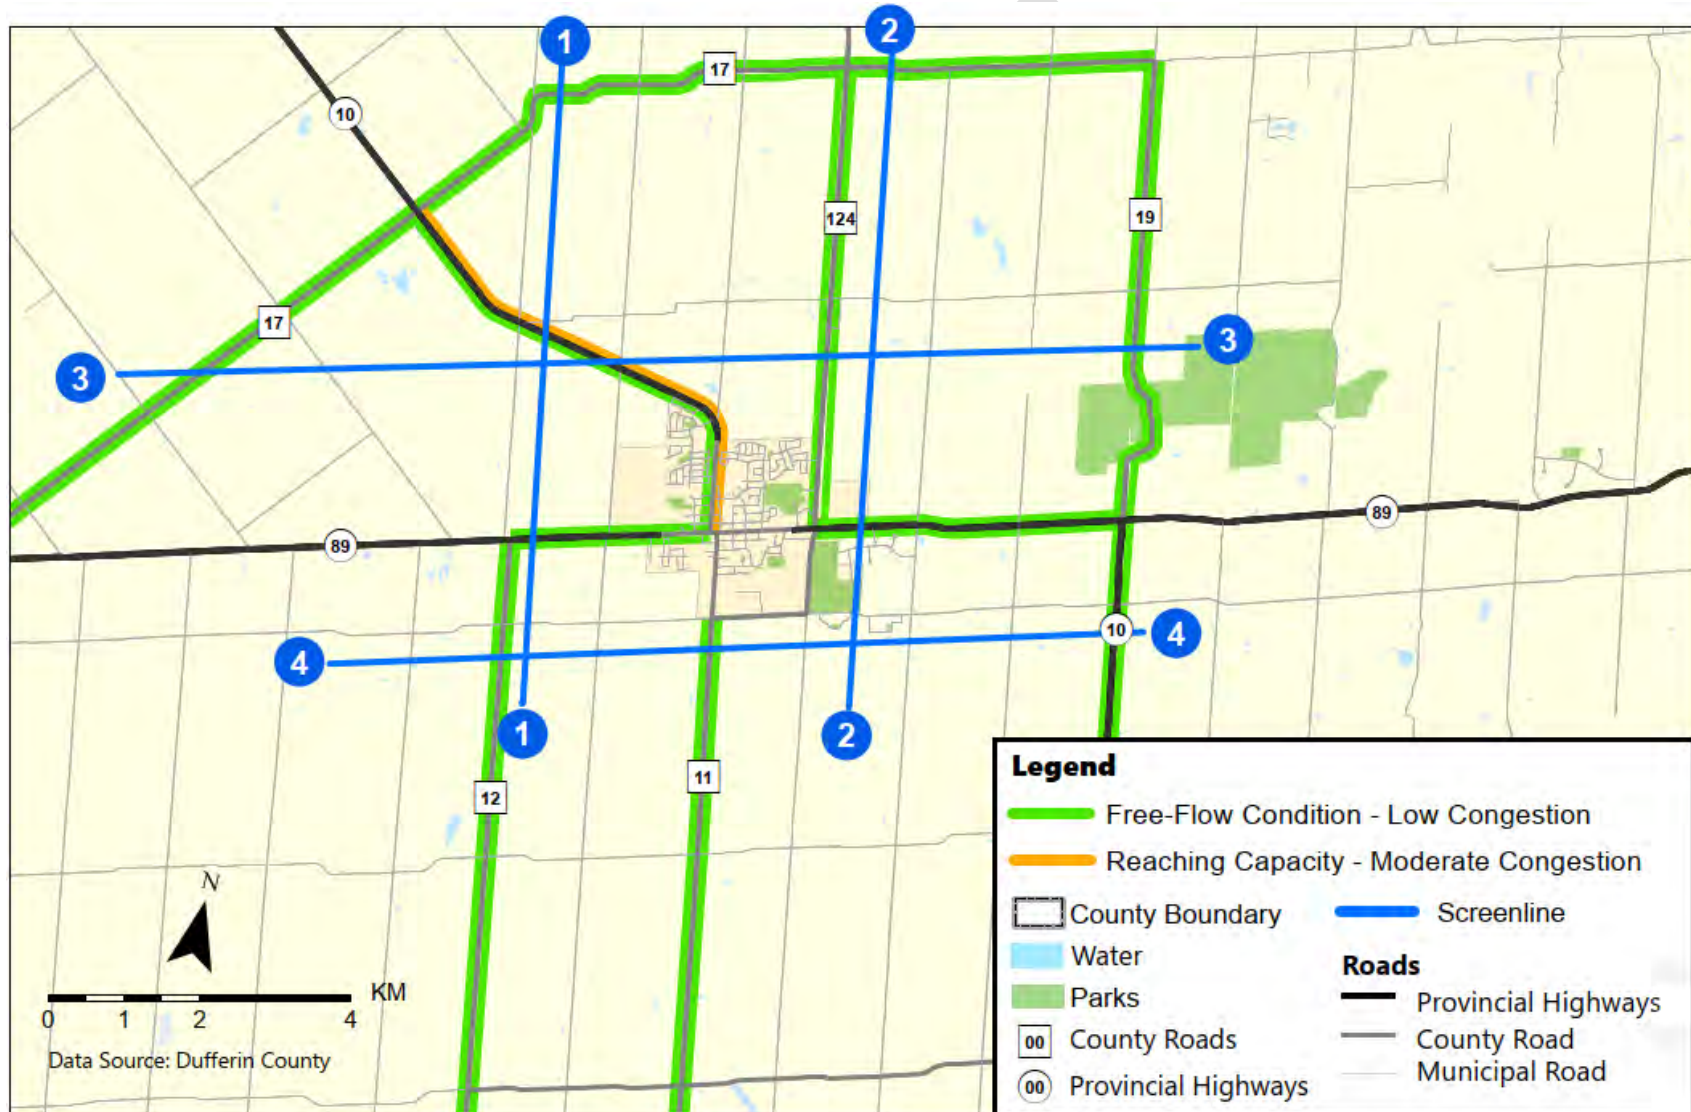 1
2
17
10
124
19
17
3
3
89
89
4
10
4
1
2
11
12
N
KM
0 1 2 4
Data Source: Dufferin County
Legend
Free-Flow Condition - Low Congestion
Reaching Capacity - Moderate Congestion
County Boundary
Screenline
Water
Parks
00 County Roads
00 Provincial Highways
Roads
Provincial Highways
County Road
Municipal Road